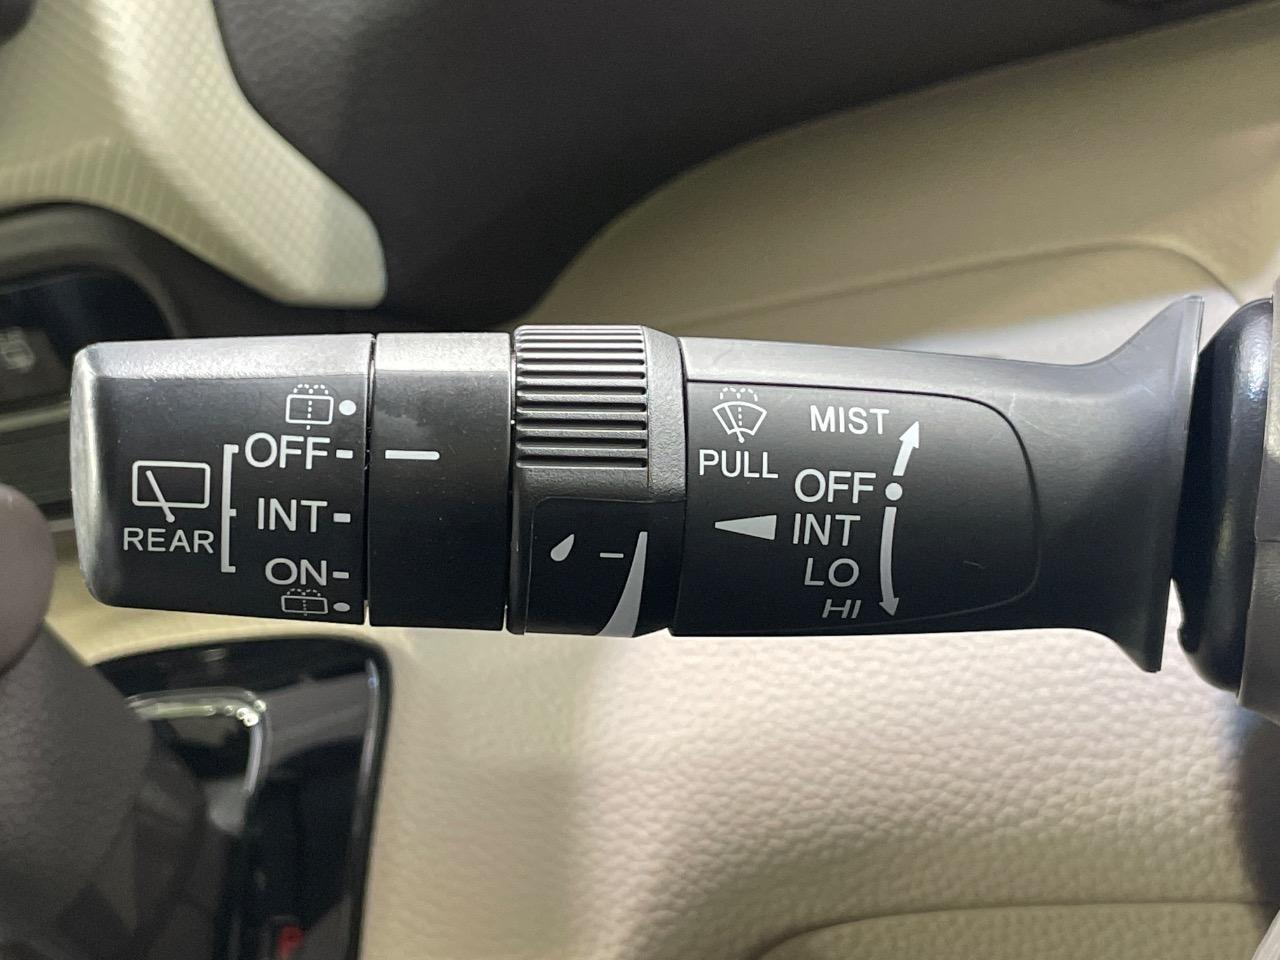 OFF
INT
REAR
ON
PULL
MIST
OFF
INT
LO
HI